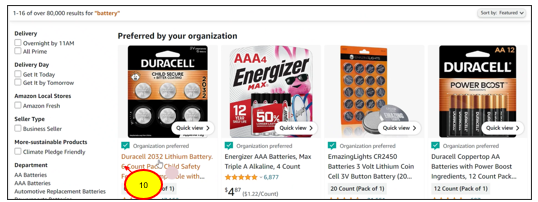 1-16 of over 80,000 results for "battery"
Sort by: Featured
Delivery
Overnight by 11AM
All Prime
Delivery Day
Get It Today
Get It by Tomorrow
Amazon Local Stores
Amazon Fresh
Seller Type
Business Seller
More-sustainable Products
Climate Pledge Friendly
Department
AA Batteries
AAA Batteries
Automotive Replacement Batteries
Preferred by your organization
DURACELL
CHILD SECURE
2032
Quick view
Organization preferred
Duracell 2032 Lithium Battery.
Count Pack Child Safety
with...
10
of 1)
AAA4
Energizer
MAX
12
YEAR
50%
Quick view
Organization preferred
Energizer AAA Batteries, Max
Triple A Alkaline, 4 Count
6,877
$4 87 ($1.22/Count)
Quick view
Organization preferred
EmazingLights CR2450
Batteries 3 Volt Lithium Coin
Cell 3V Button Battery (20...
20 Count (Pack of 1)
AA 12
DURACELL
POWER BOOST
Quick view
Organization preferred
Duracell Coppertop AA
Batteries with Power Boost
Ingredients, 12 Count Pack...
12 Count (Pack of 1)